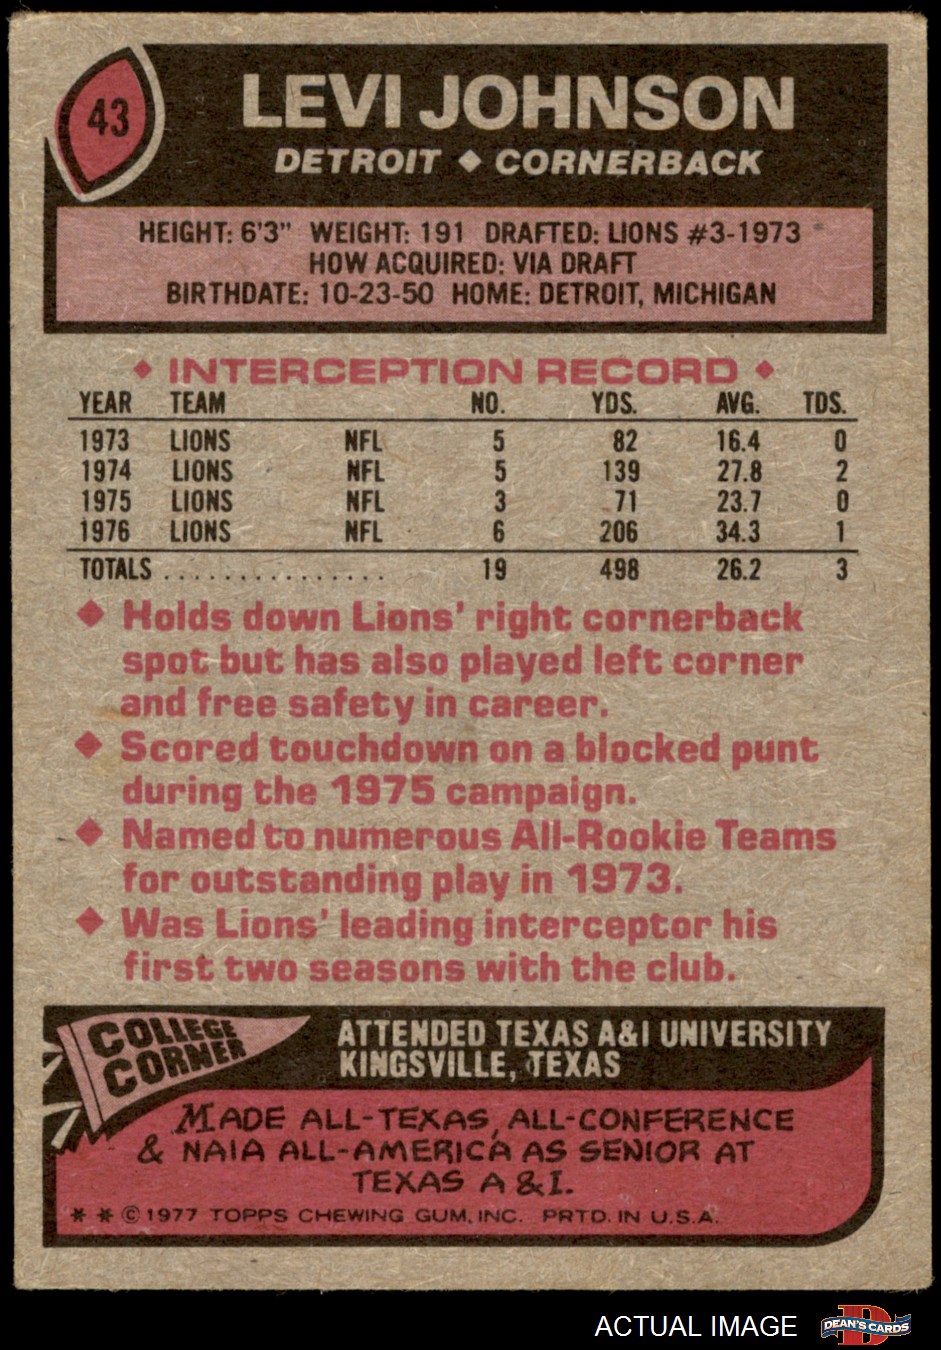 43
LEVI JOHNSON
DETROIT ◆ CORNERBACK
HEIGHT: 6'3" WEIGHT: 191 DRAFTED: LIONS #3-1973
HOW ACQUIRED: VIA DRAFT
BIRTHDATE: 10-23-50 HOME: DETROIT, MICHIGAN
◆ INTERCEPTION RECORD ◆
YEAR TEAM NO. YDS. AVG. TDS.
1973 LIONS NFL 5 82 16.4 0
1974 LIONS NFL 5 139 27.8 2
1975 LIONS NFL 3 71 23.7 0
1976 LIONS NFL 6 206 34.3 1
TOTALS ............... 19 498 26.2 3
◆ Holds down Lions' right cornerback
spot but has also played left corner
and free safety in career.
◆ Scored touchdown on a blocked punt
during the 1975 campaign.
◆ Named to numerous All-Rookie Teams
for outstanding play in 1973.
◆ Was Lions' leading interceptor his
first two seasons with the club.
COLLEGE
CORNER
ATTENDED TEXAS A&I UNIVERSITY
KINGSVILLE, TEXAS
MADE ALL-TEXAS, ALL-CONFERENCE
& NAIA ALL-AMERICA AS SENIOR AT
TEXAS A & I.
* * © 1977 TOPPS CHEWING GUM, INC. PRTD. IN U.S.A.
ACTUAL IMAGE
D
DEAN'S CARDS